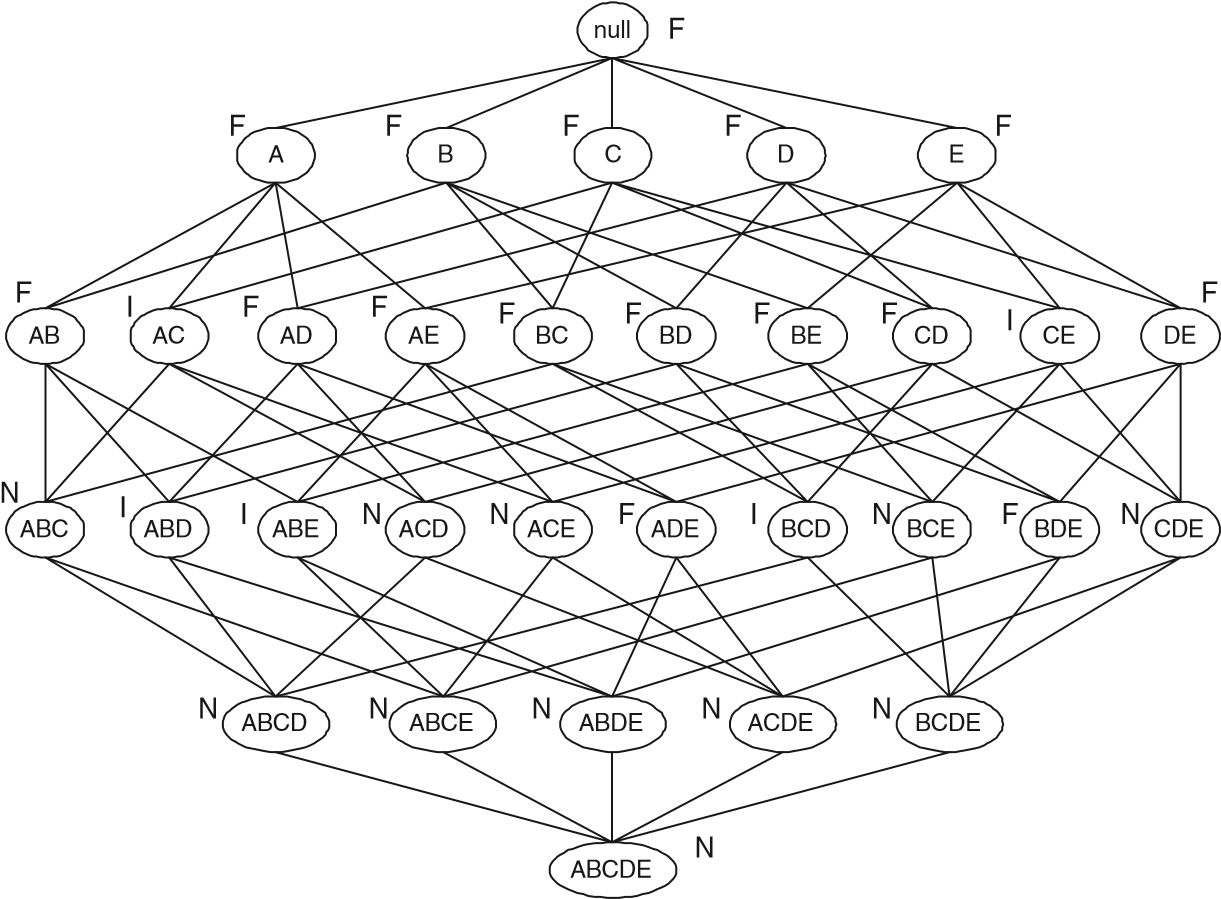 null F
F F F F F
A B C D E
F I F F F F F F I F
AB AC AD AE BC BD BE CD CE DE
N I I N N F I N F N
ABC ABD ABE ACD ACE ADE BCD BCE BDE CDE
N N N N N
ABCD ABCE ABDE ACDE BCDE
N
ABCDE